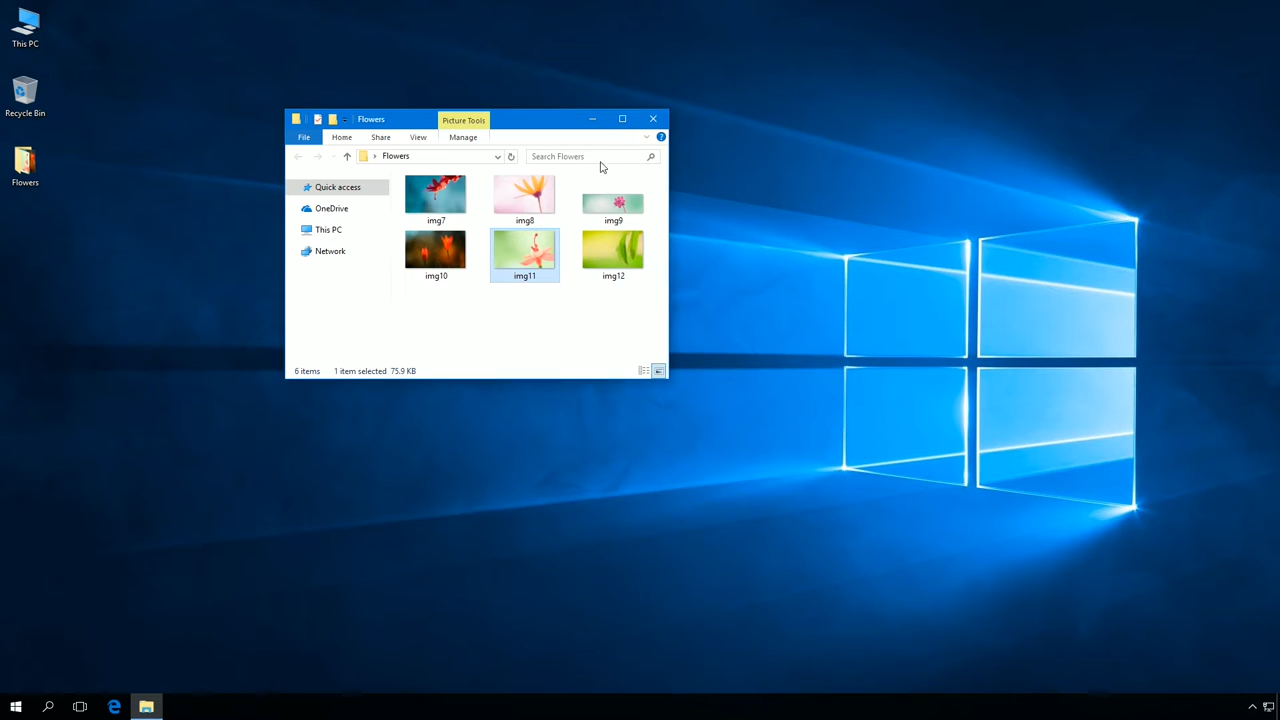 This PC
Recycle Bin
Flowers
Flowers
Picture Tools
File
Home
Share
View
Manage
Flowers
Search Flowers
Quick access
OneDrive
This PC
Network
img7
img8
img9
img10
img11
img12
6 items
1 item selected 75.9 KB